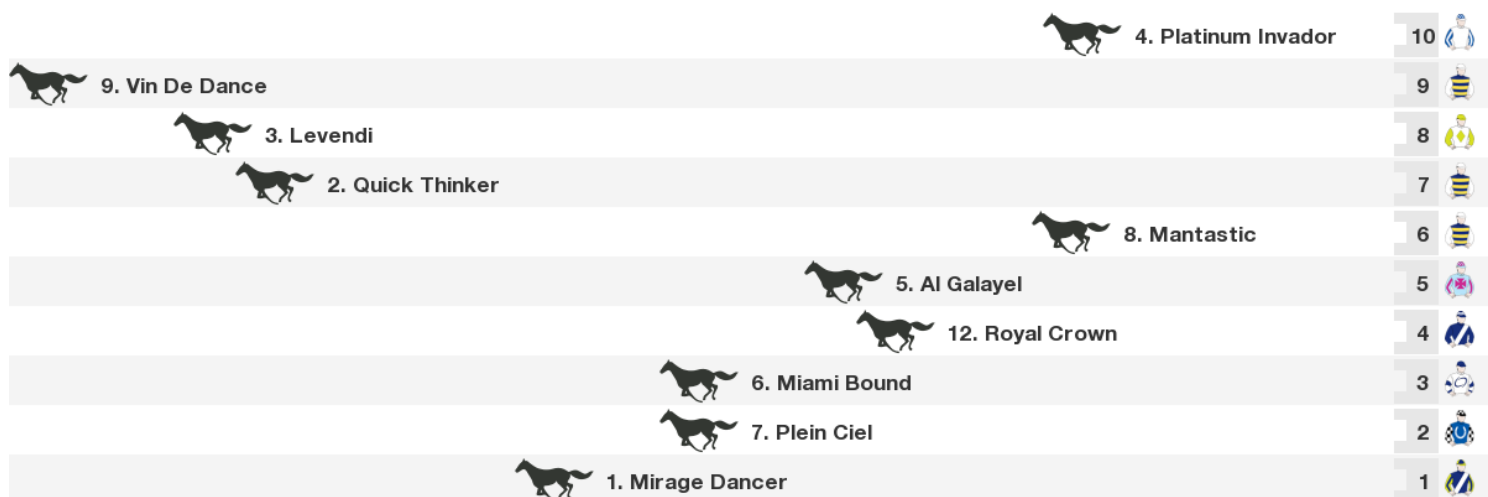 4. Platinum Invador 10
9. Vin De Dance 9
3. Levendi 8
2. Quick Thinker 7
8. Mantastic 6
5. Al Galayel 5
12. Royal Crown 4
6. Miami Bound 3
7. Plein Ciel 2
1. Mirage Dancer 1